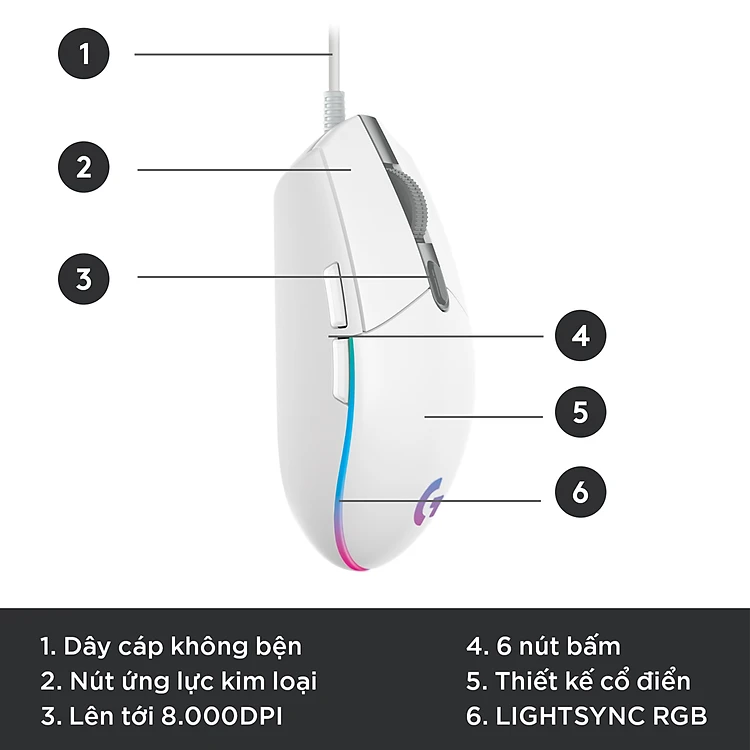 1
2
3
4
5
6
1. Dây cáp không bện
2. Nút ứng lực kim loại
3. Lên tới 8.000DPI
4. 6 nút bấm
5. Thiết kế cổ điển
6. LIGHTSYNC RGB